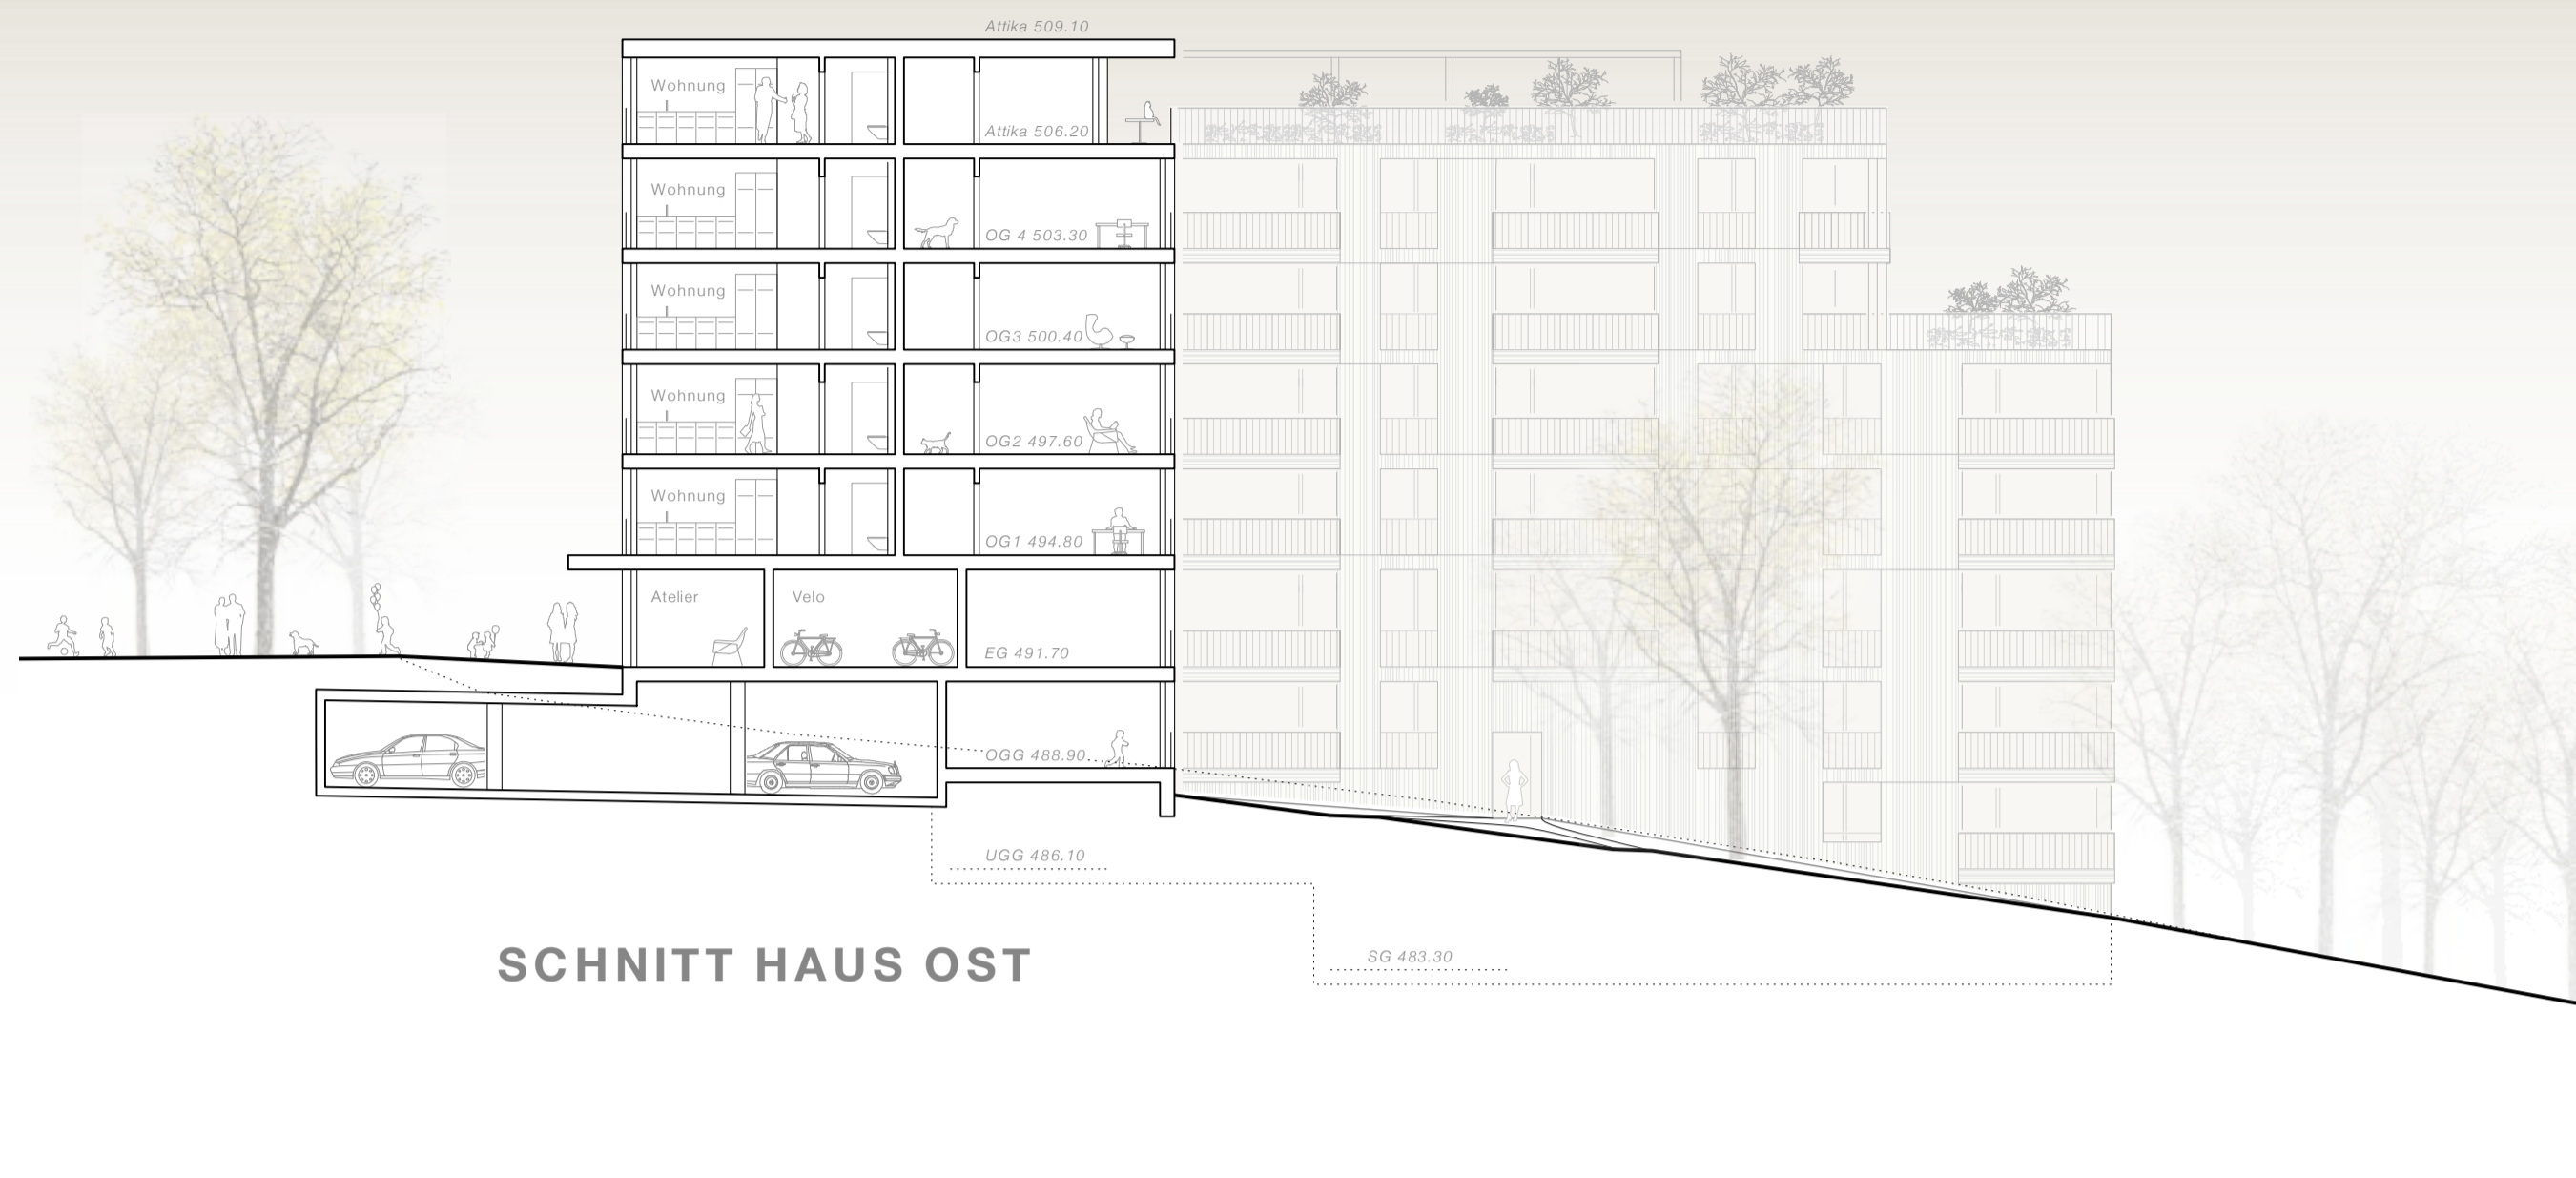 Attika 509.10
Wohnung
Attika 506.20
Wohnung
OG 4 503.30
Wohnung
OG3 500.40
Wohnung
OG2 497.60
Wohnung
OG1 494.80
Atelier
Velo
EG 491.70
OGG 488.90
UGG 486.10
SG 483.30
SCHNITT HAUS OST